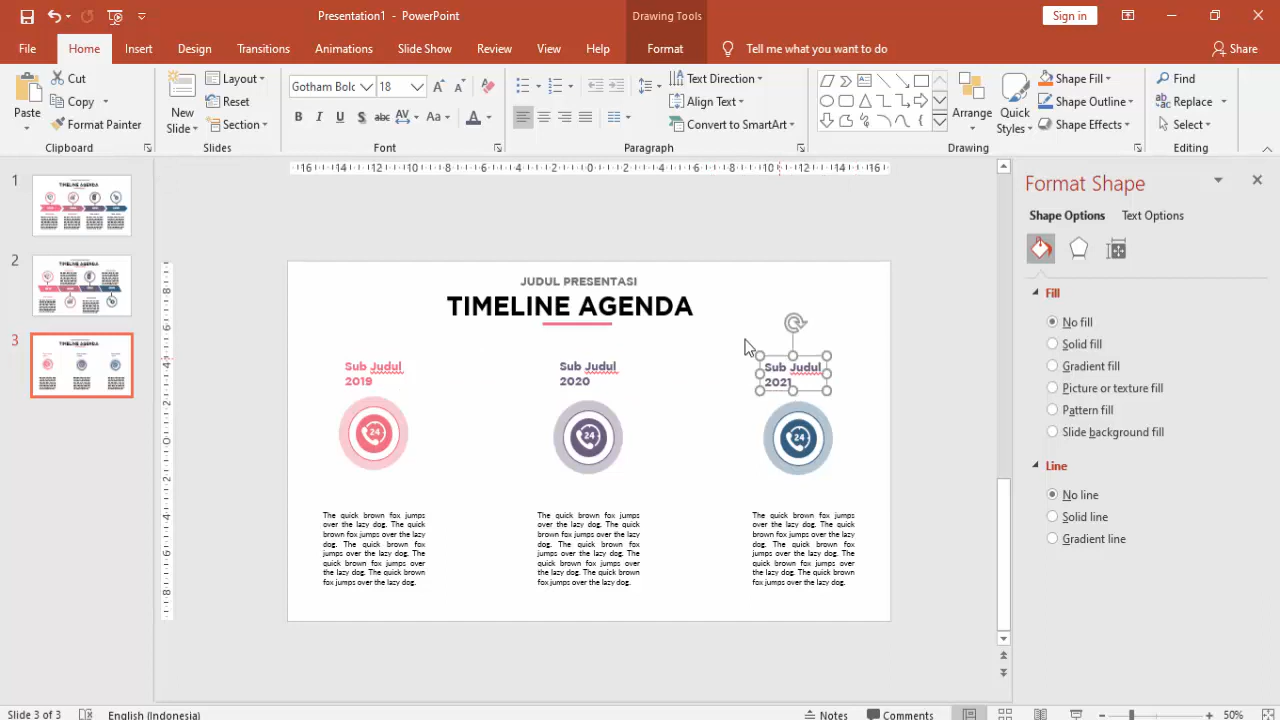 Presentation1 - PowerPoint
Drawing Tools
Sign in
File
Home
Insert
Design
Transitions
Animations
Slide Show
Review
View
Help
Format
Tell me what you want to do
Share
Paste
Cut
Copy
Format Painter
Clipboard
New Slide
Layout
Reset
Section
Slides
Gotham Bolc
18
B I U S abc AV Aa A
Font
Text Direction
Align Text
Convert to SmartArt
Paragraph
Arrange
Quick Styles
Shape Fill
Shape Outline
Shape Effects
Drawing
Find
Replace
Select
Editing
1
2
3
JUDUL PRESENTASI
TIMELINE AGENDA
Sub Judul
2019
Sub Judul
2020
Sub Judul
2021
24
24
24
The quick brown fox jumps
over the lazy dog. The quick
brown fox jumps over the lazy
dog. The quick brown fox
jumps over the lazy dog. The
quick brown fox jumps over
the lazy dog. The quick brown
fox jumps over the lazy dog.
The quick brown fox jumps
over the lazy dog. The quick
brown fox jumps over the lazy
dog. The quick brown fox
jumps over the lazy dog. The
quick brown fox jumps over
the lazy dog. The quick brown
fox jumps over the lazy dog.
The quick brown fox jumps
over the lazy dog. The quick
brown fox jumps over the lazy
dog. The quick brown fox
jumps over the lazy dog. The
quick brown fox jumps over
the lazy dog. The quick brown
fox jumps over the lazy dog.
Format Shape
Shape Options
Text Options
Fill
No fill
Solid fill
Gradient fill
Picture or texture fill
Pattern fill
Slide background fill
Line
No line
Solid line
Gradient line
Slide 3 of 3
English (Indonesia)
Notes
Comments
50%